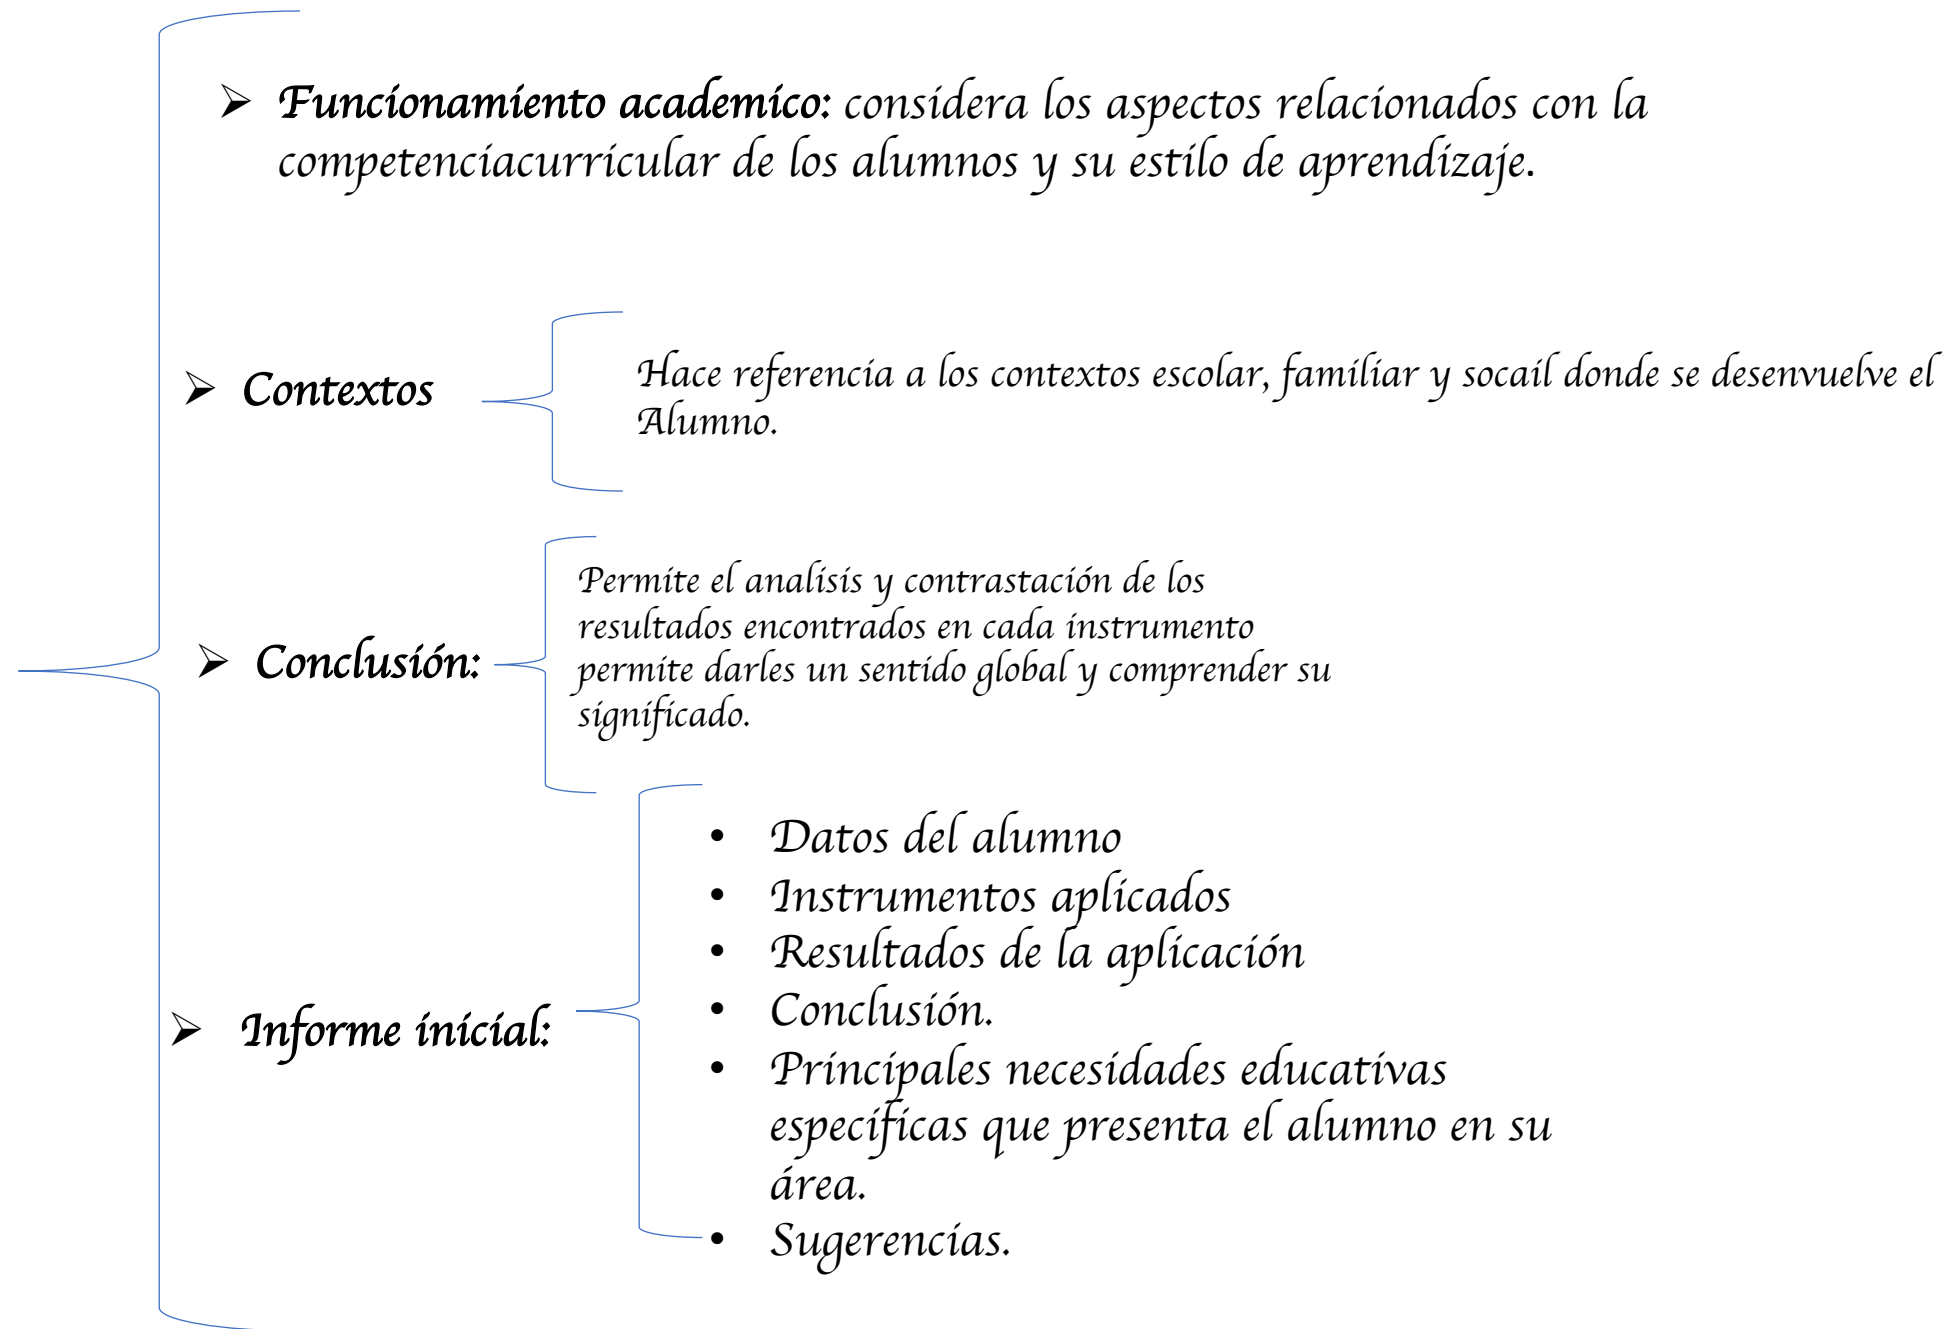 ➢ Funcionamiento academico: considera los aspectos relacionados con la
competenciacurricular de los alumnos y su estilo de aprendizaje.
➢ Contextos
Hace referencia a los contextos escolar, familiar y socail donde se desenvuelve el
Alumno.
➢ Conclusión:
Permite el analisis y contrastación de los
resultados encontrados en cada instrumento
permite darles un sentido global y comprender su
significado.
➢ Informe inicial:
• Datos del alumno
• Instrumentos aplicados
• Resultados de la aplicación
• Conclusión.
• Principales necesidades educativas
específicas que presenta el alumno en su
área.
• Sugerencias.